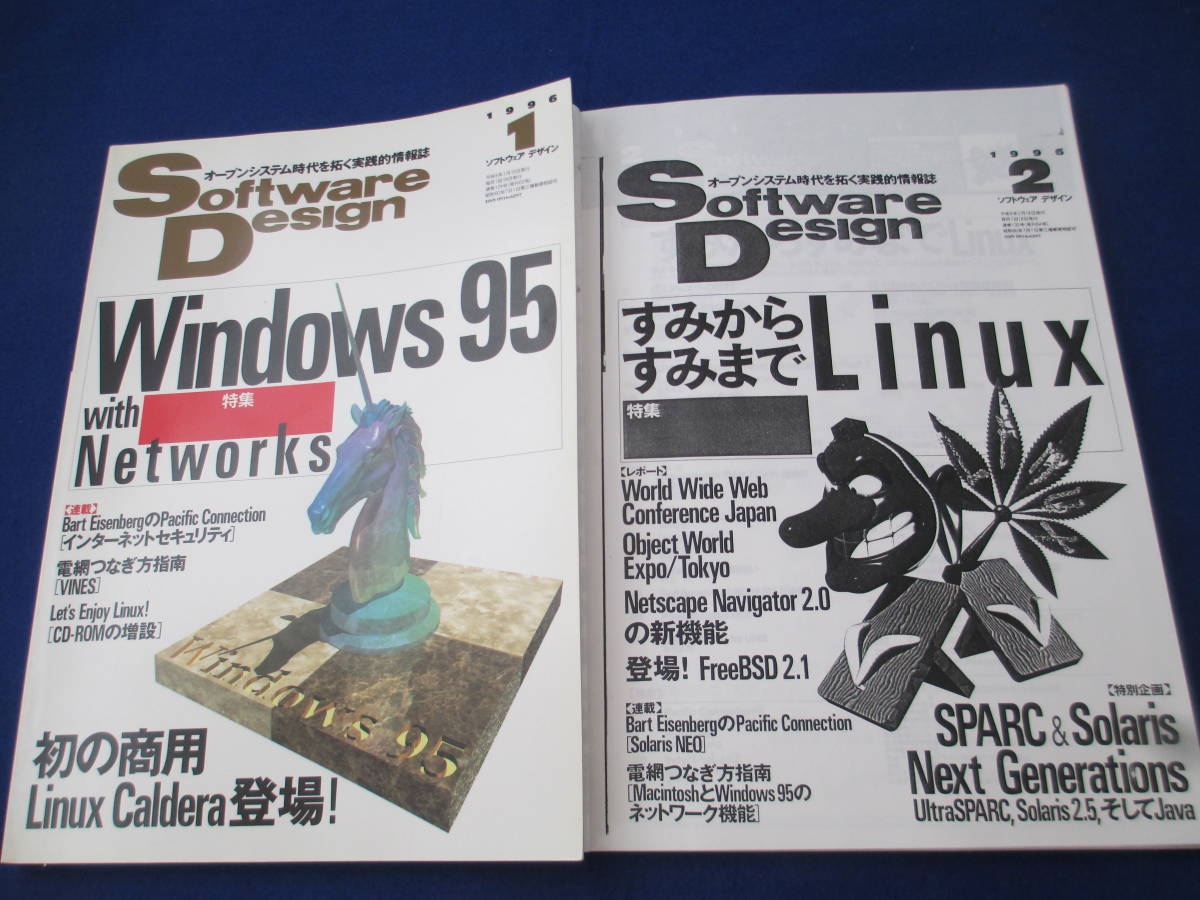 1996
1
ソフトウェア デザイン
オープンシステム時代を拓く実践的情報誌
Software
Design
Windows 95
特集
with
Networks
【連載】
Bart EisenbergのPacific Connection
[インターネットセキュリティ]
電網つなぎ方指南
[VINES]
Let's Enjoy Linux!
[CD-ROMの増設]
Windows 95
初の商用
Linux Caldera登場!
1996
2
ソフトウェア デザイン
オープンシステム時代を拓く実践的情報誌
Software
Design
すみから
すみまで
Linux
特集
【レポート】
World Wide Web
Conference Japan
Object World
Expo/Tokyo
Netscape Navigator 2.0
の新機能
登場! FreeBSD 2.1
【連載】
Bart EisenbergのPacific Connection
[Solaris NEO]
電網つなぎ方指南
[MacintoshとWindows 95の
ネットワーク機能]
【特別企画】
SPARC & Solaris
Next Generations
UltraSPARC, Solaris 2.5, そしてJava